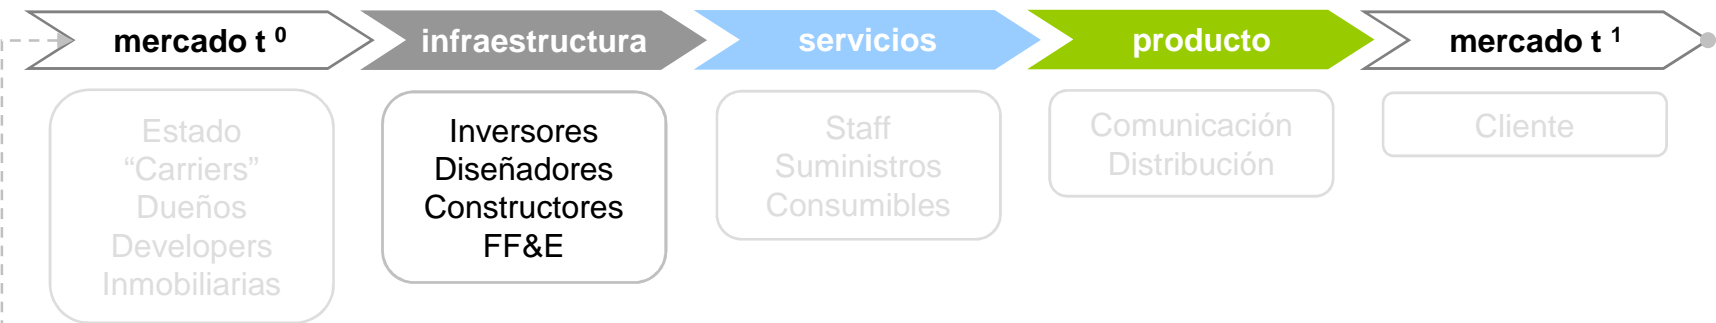 mercado t 0
infraestructura
servicios
producto
mercado t 1
Estado
“Carriers”
Dueños
Developers
Inmobiliarias
Inversores
Diseñadores
Constructores
FF&E
Staff
Suministros
Consumibles
Comunicación
Distribución
Cliente